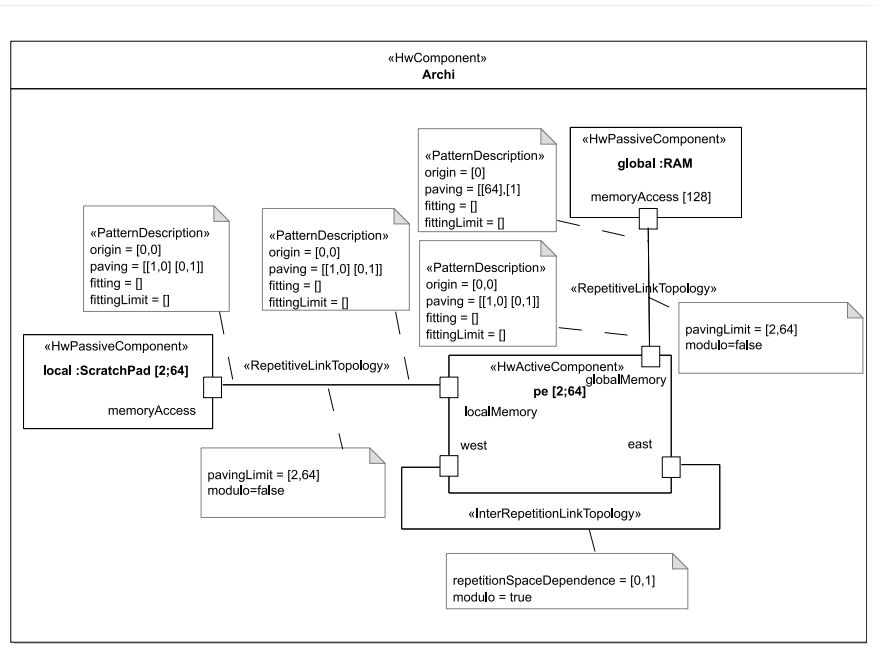 «HwComponent»
Archi
«PatternDescription»
origin = [0]
paving = [[64],[1]
fitting = []
fittingLimit = []
«HwPassiveComponent»
global :RAM
memoryAccess [128]
«PatternDescription»
origin = [0,0]
paving = [[1,0] [0,1]]
fitting = []
fittingLimit = []
«PatternDescription»
origin = [0,0]
paving = [[1,0] [0,1]]
fitting = []
fittingLimit = []
«PatternDescription»
origin = [0,0]
paving = [[1,0] [0,1]]
fitting = []
fittingLimit = []
«RepetitiveLinkTopology»
pavingLimit = [2,64]
modulo=false
«HwPassiveComponent»
local :ScratchPad [2;64]
memoryAccess
«RepetitiveLinkTopology»
«HwActiveComponent»
pe [2;64]
globalMemory
localMemory
west
east
pavingLimit = [2,64]
modulo=false
«InterRepetitionLinkTopology»
repetitionSpaceDependence = [0,1]
modulo = true